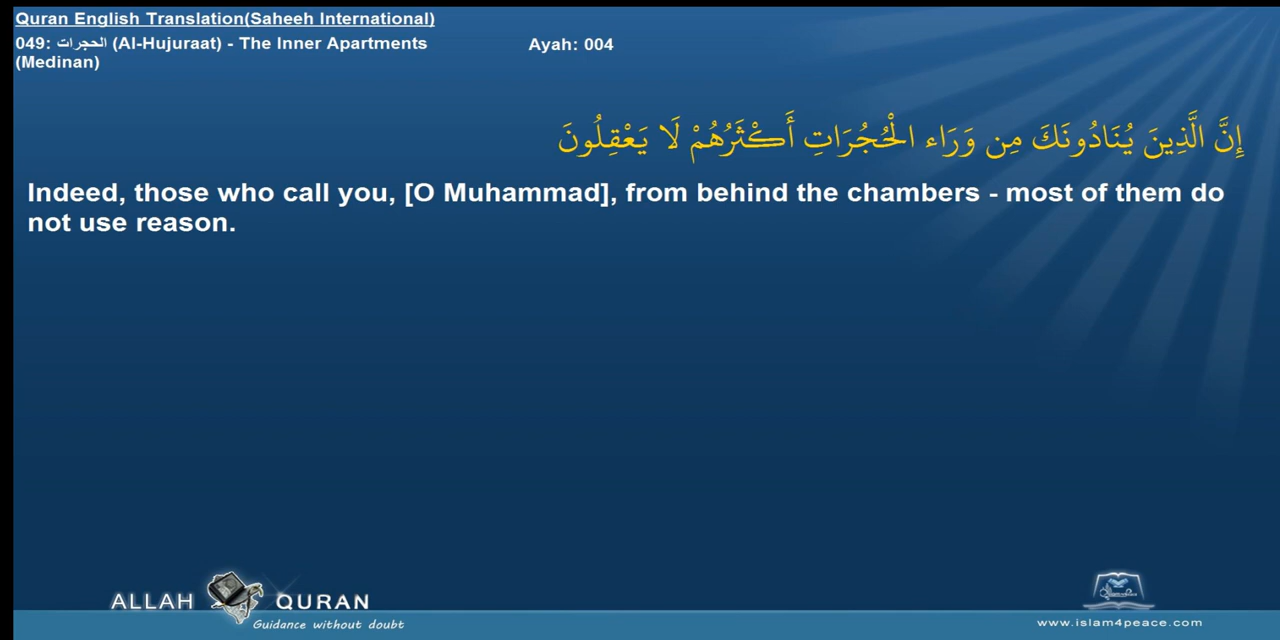 Quran English Translation(Saheeh International)
049: الحجرات (Al-Hujuraat) - The Inner Apartments
(Medinan)
Ayah: 004
إِنَّ الَّذِينَ يُنَادُونَكَ مِن وَرَاء الْحُجُرَاتِ أَكْثَرُهُمْ لَا يَعْقِلُونَ
Indeed, those who call you, [O Muhammad], from behind the chambers - most of them do
not use reason.
ALLAH QURAN
Guidance without doubt
www.islam4peace.com